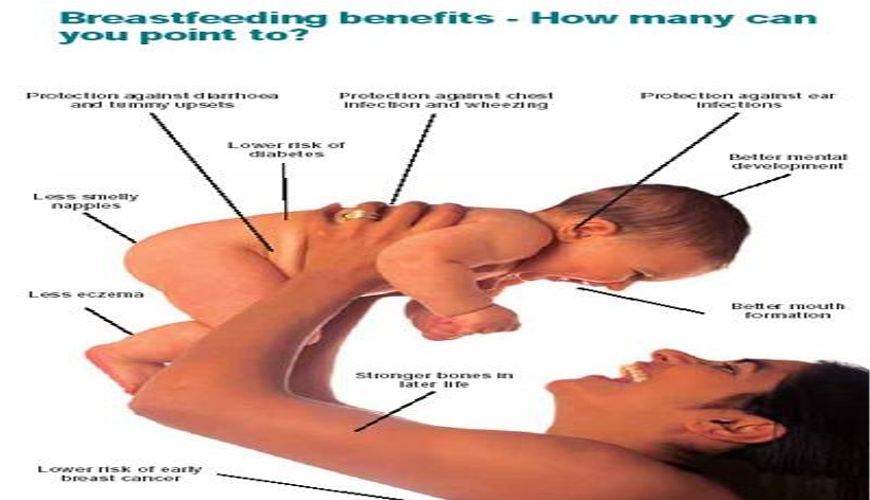 Breastfeeding benefits - How many can
you point to?
Protection against diarrhoea
and tummy upsets
Protection against chest
infection and wheezing
Protection against ear
infections
Lower risk of
diabetes
Better mental
development
Less smelly
nappies
Less eczema
Better mouth
formation
Stronger bones in
later life
Lower risk of early
breast cancer